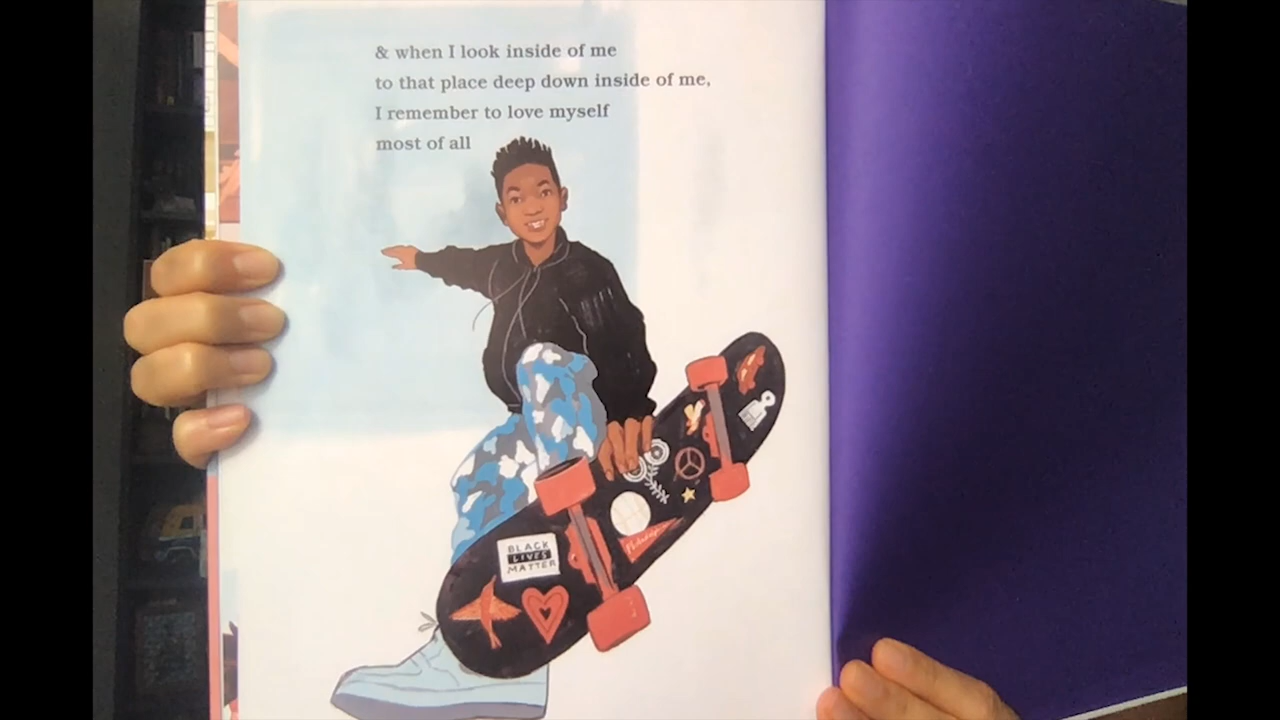 & when I look inside of me
to that place deep down inside of me,
I remember to love myself
most of all
BLACK
LIVES
MATTER